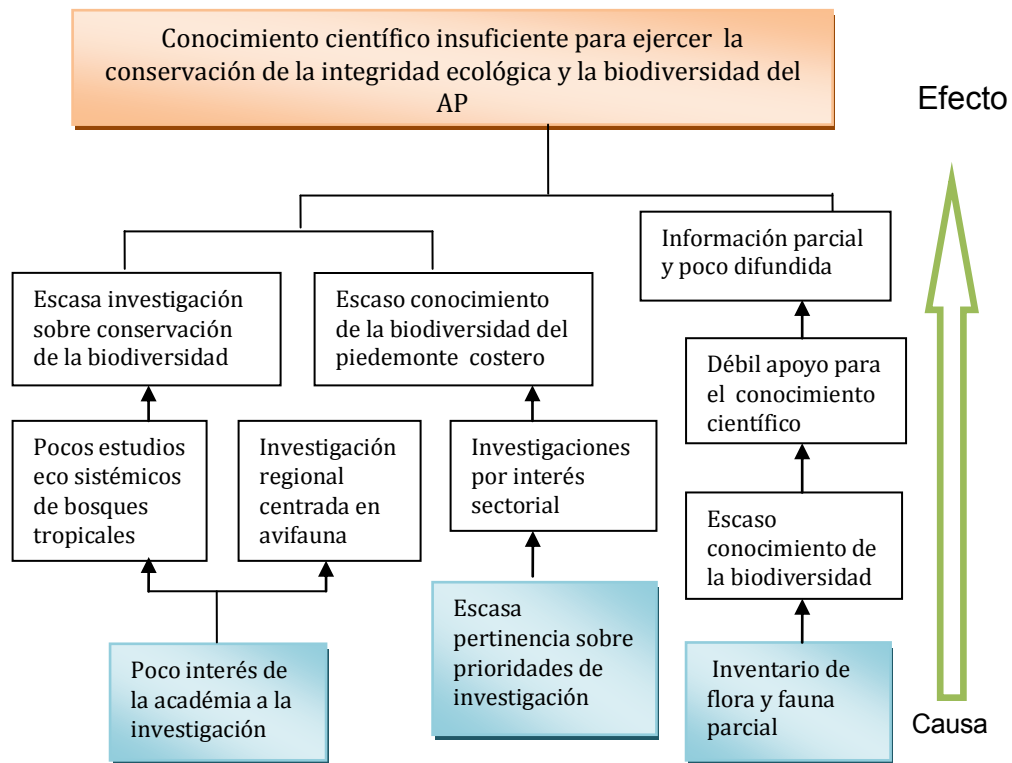 Conocimiento científico insuficiente para ejercer la
conservación de la integridad ecológica y la biodiversidad del
AP
Efecto
Información parcial
y poco difundida
Escasa investigación
sobre conservación
de la biodiversidad
Escaso conocimiento
de la biodiversidad del
piedemonte costero
Débil apoyo para
el conocimiento
científico
Pocos estudios
eco sistémicos
de bosques
tropicales
Investigación
regional
centrada en
avifauna
Investigaciones
por interés
sectorial
Escaso
conocimiento de
la biodiversidad
Poco interés de
la académia a la
investigación
Escasa
pertinencia sobre
prioridades de
investigación
Inventario de
flora y fauna
parcial
Causa